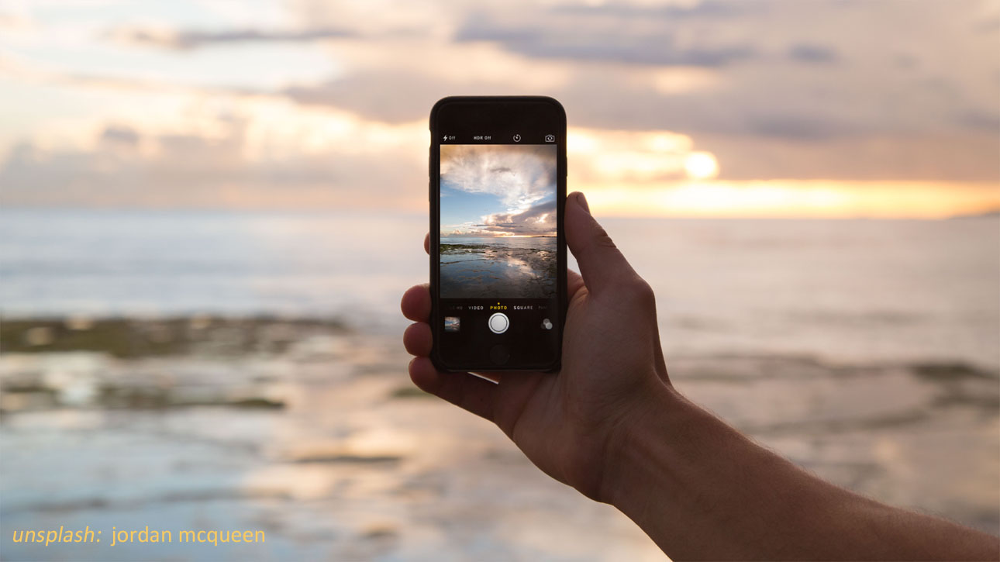 Off HDR Off
VIDEO PHOTO SQUARE
unsplash: jordan mcqueen